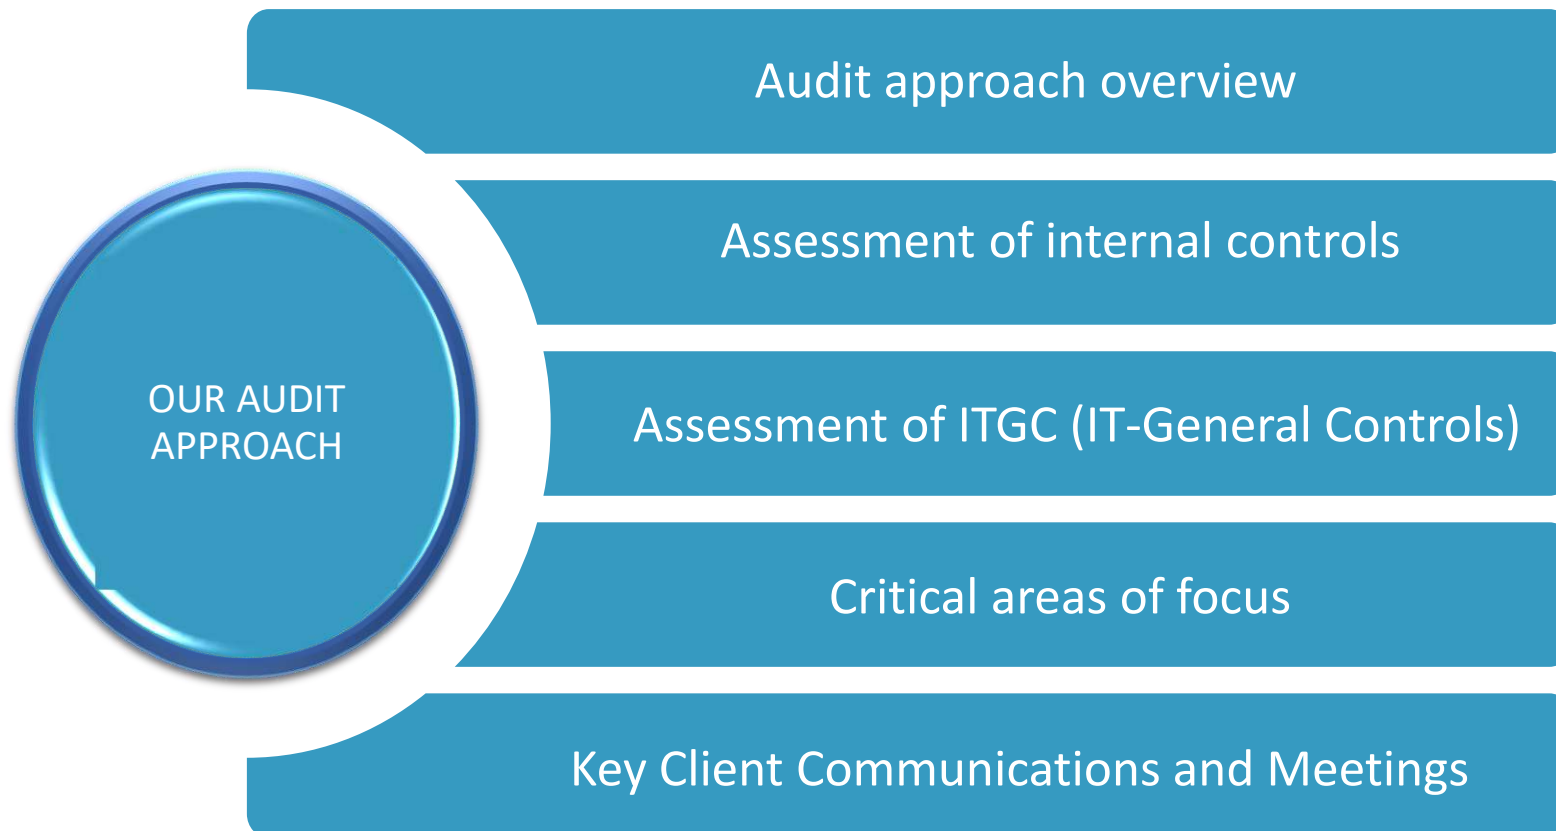 Audit approach overview
Assessment of internal controls
OUR AUDIT
APPROACH
Assessment of ITGC (IT-General Controls)
Critical areas of focus
Key Client Communications and Meetings